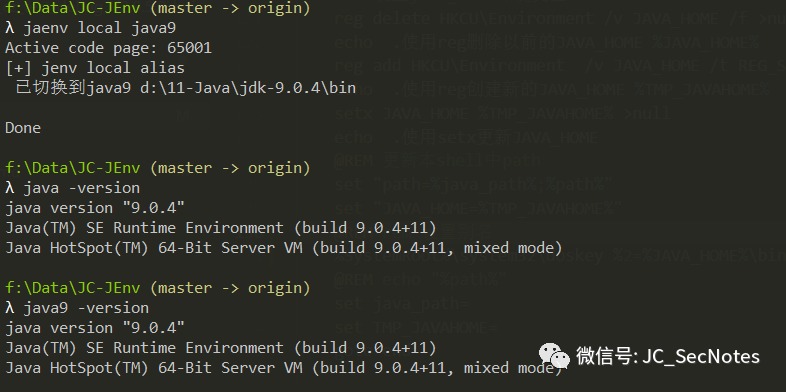 f:\Data\JC-JEnv (master -> origin)
λ jaenv local java9
Active code page: 65001
[+] jenv local alias
已切换到java9 d:\11-Java\jdk-9.0.4\bin
Done
f:\Data\JC-JEnv (master -> origin)
λ java -version
java version "9.0.4"
Java(TM) SE Runtime Environment (build 9.0.4+11)
Java HotSpot(TM) 64-Bit Server VM (build 9.0.4+11, mixed mode)
f:\Data\JC-JEnv (master -> origin)
λ java9 -version
java version "9.0.4"
Java(TM) SE Runtime Environment (build 9.0.4+11)
Java HotSpot(TM) 64-Bit Server VM (build 9.0.4+11, mixed mode)
微信号: JC_SecNotes